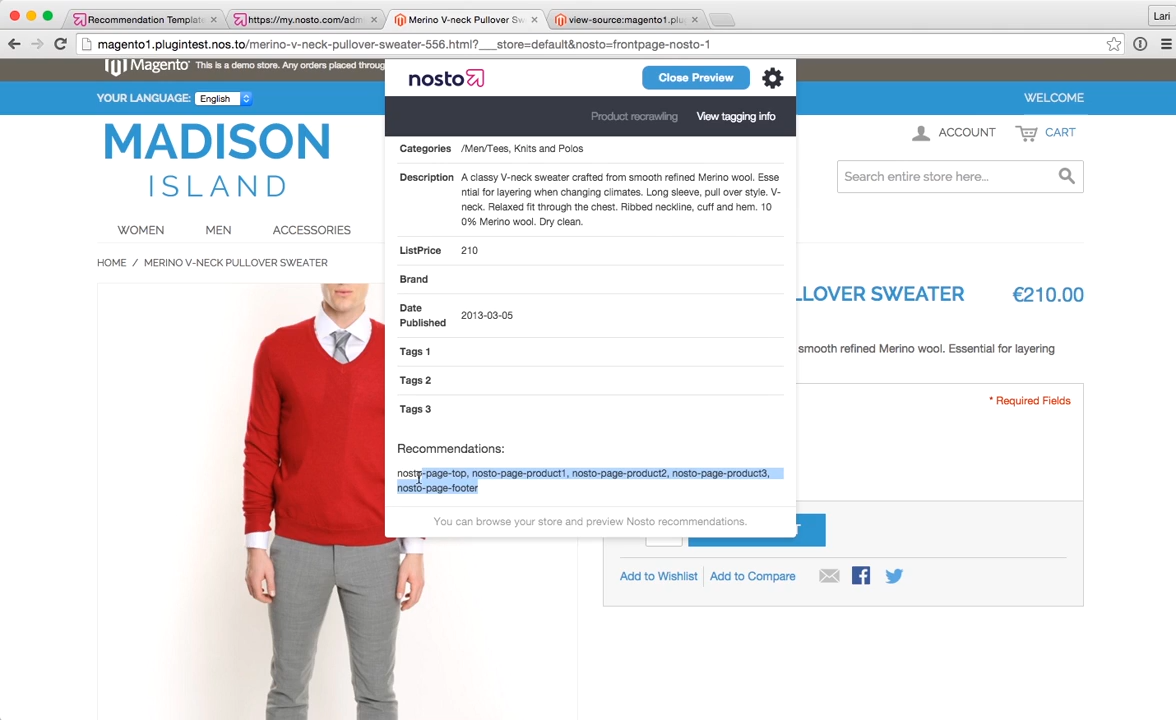 Recommendation Template
https://my.nosto.com/adm
Merino V-neck Pullover Sw
view-source:magento1.plug
Lari
magento1.plugintest.nos.to/merino-v-neck-pullover-sweater-556.html?___store=default&nosto=frontpage-nosto-1
Magento This is a demo store. Any orders placed throug
nosto Close Preview
YOUR LANGUAGE: English WELCOME
Product recrawling View tagging info
MADISON
ISLAND
ACCOUNT CART
Search entire store here...
WOMEN MEN ACCESSORIES
HOME / MERINO V-NECK PULLOVER SWEATER
Categories /Men/Tees, Knits and Polos
Description A classy V-neck sweater crafted from smooth refined Merino wool. Esse
ntial for layering when changing climates. Long sleeve, pull over style. V-
neck. Relaxed fit through the chest. Ribbed neckline, cuff and hem. 10
0% Merino wool. Dry clean.
ListPrice 210
Brand
Date
Published 2013-03-05
Tags 1
Tags 2
Tags 3
Recommendations:
nosto-page-top, nosto-page-product1, nosto-page-product2, nosto-page-product3,
nosto-page-footer
You can browse your store and preview Nosto recommendations.
LLOVER SWEATER €210.00
smooth refined Merino wool. Essential for layering
* Required Fields
Add to Wishlist Add to Compare